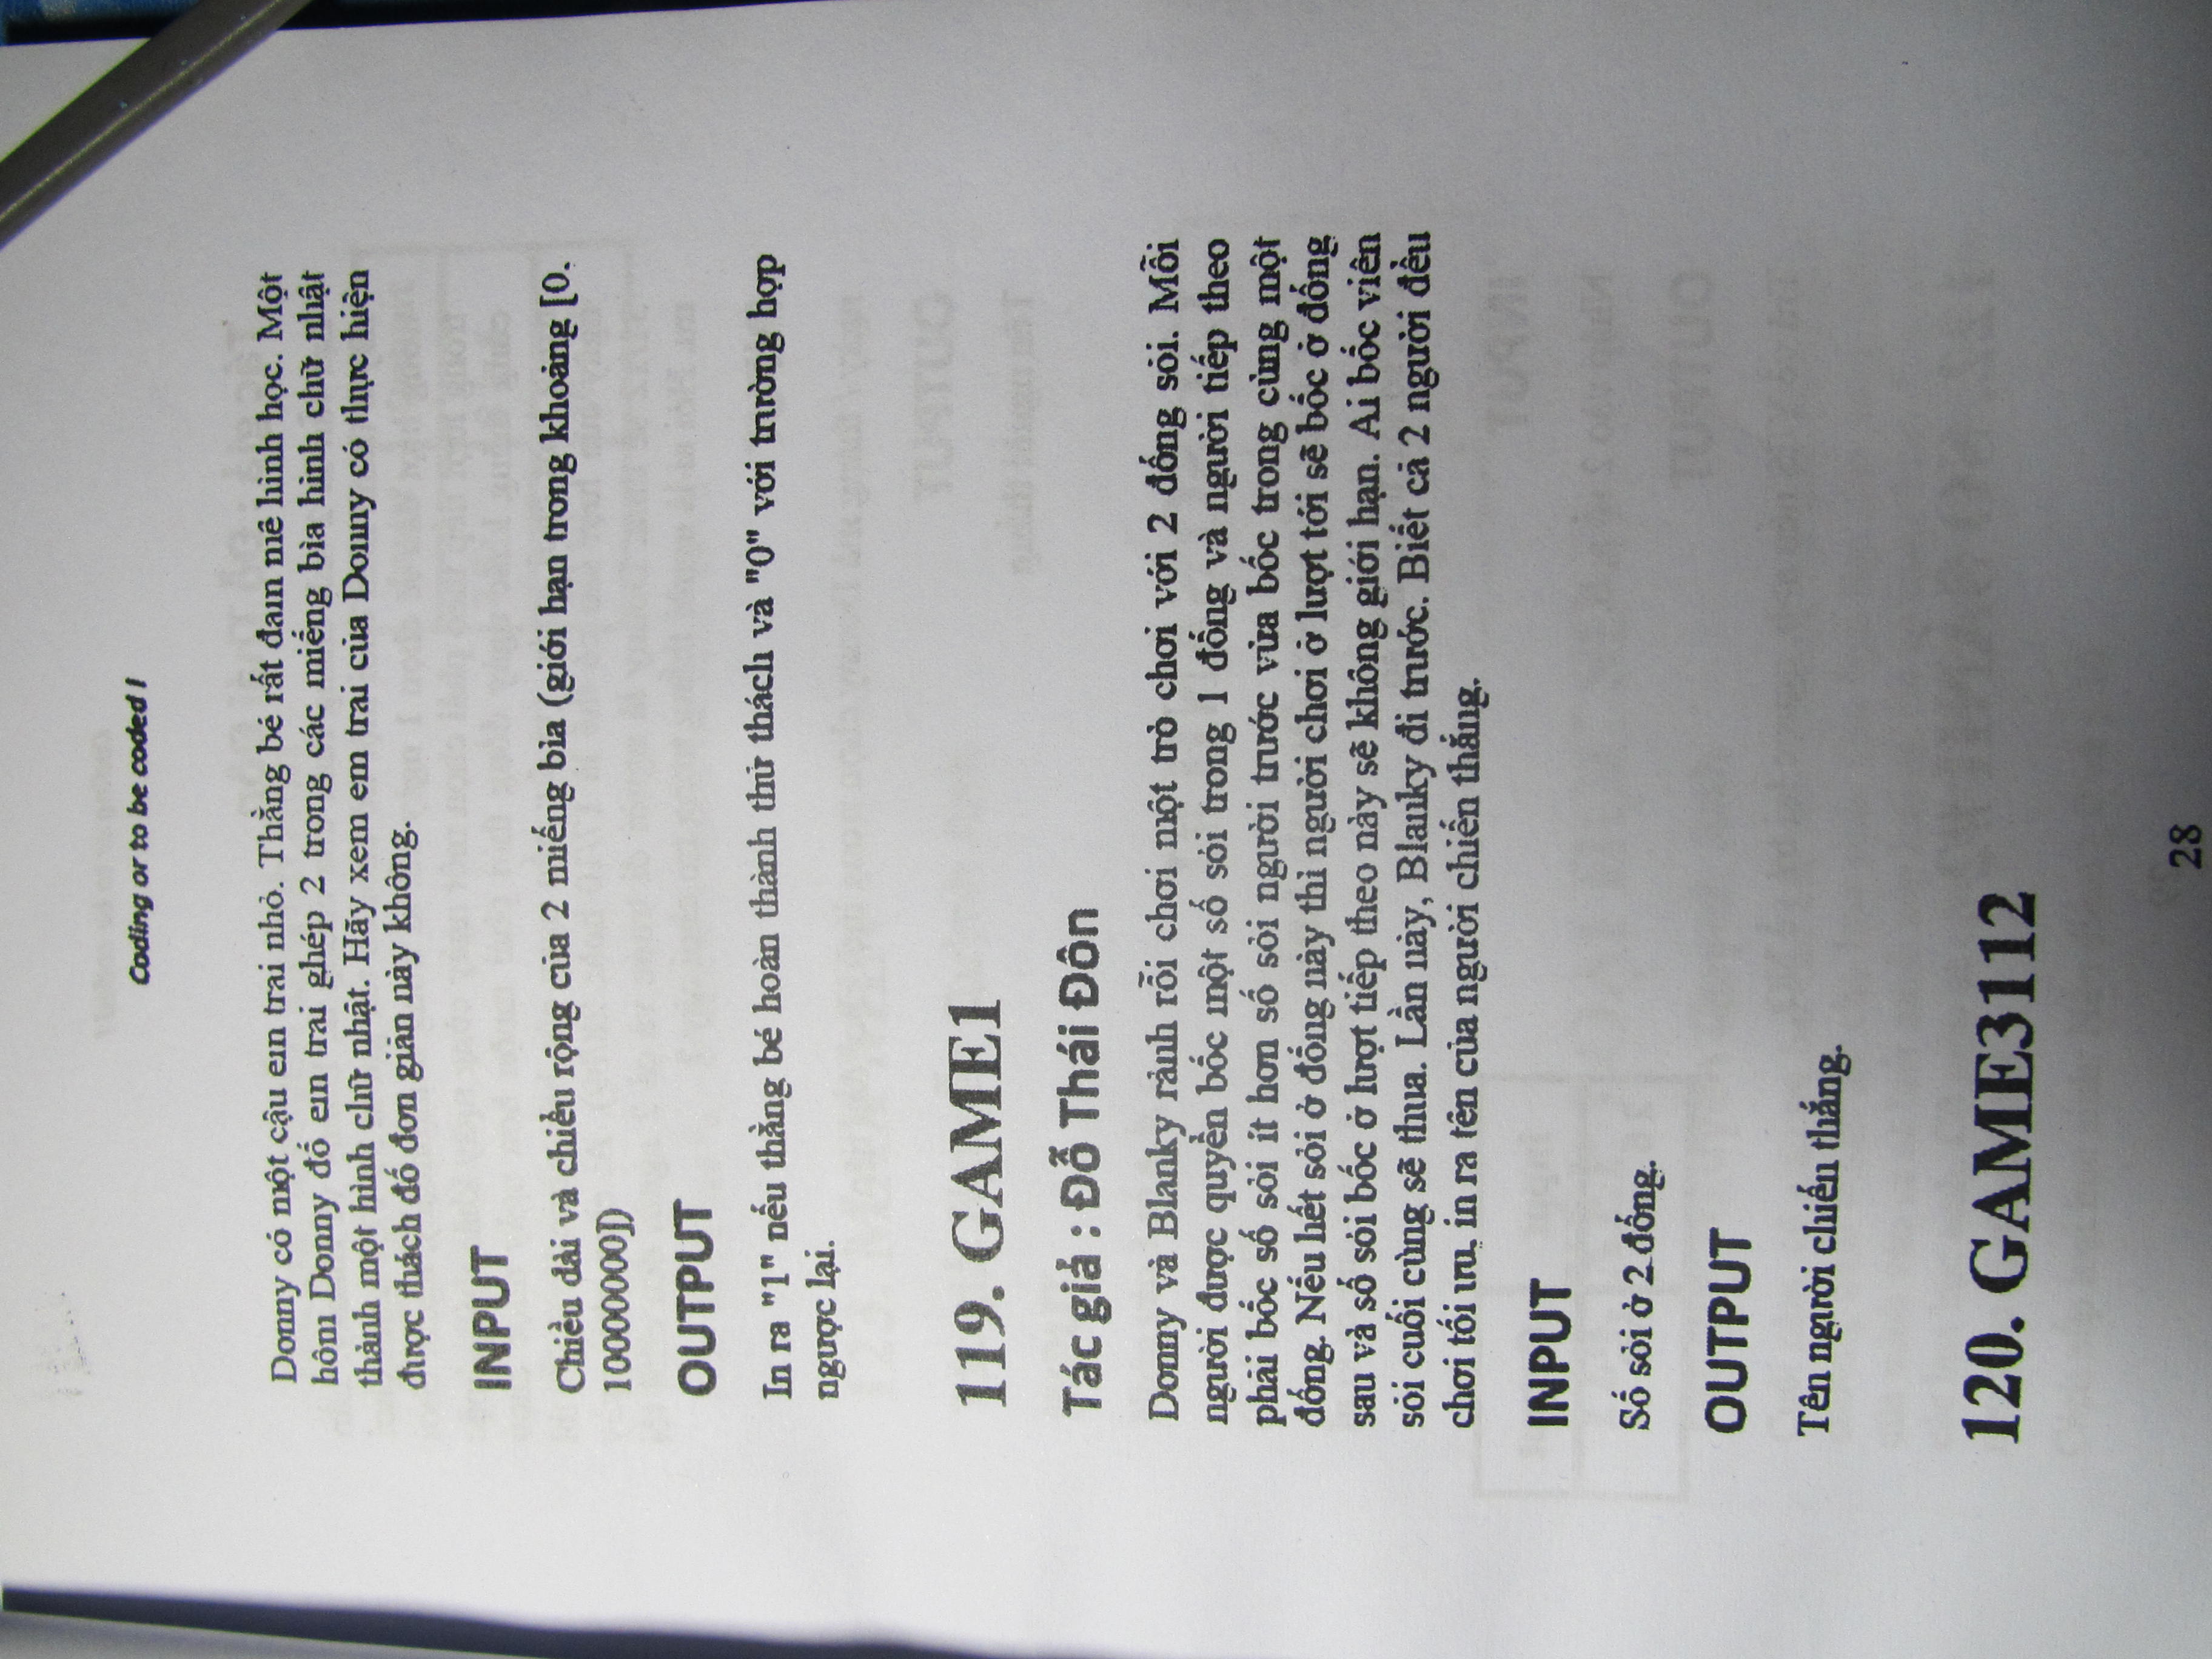 Coding or to be coded !
Donny có một cậu em trai nhỏ. Thằng bé rất đam mê hình học. Một
hôm Donny đố em trai ghép 2 trong các miếng bìa hình chữ nhật
thành một hình chữ nhật. Hãy xem em trai của Donny có thực hiện
được thách đố đơn giản này không.
INPUT
Chiều dài và chiều rộng của 2 miếng bìa (giới hạn trong khoảng [0.
10000000])
OUTPUT
In ra "1" nếu thằng bé hoàn thành thử thách và "0" với trường hợp
ngược lại.
119. GAME1
Tác giả : Đỗ Thái Đôn
Donny và Blanky rảnh rỗi chơi một trò chơi với 2 đống sỏi. Mỗi
người được quyền bốc một số sỏi trong 1 đống và người tiếp theo
phải bốc số sỏi ít hơn số sỏi người trước vừa bốc trong cùng một
đống. Nếu hết sỏi ở đống này thì người chơi ở lượt tới sẽ bốc ở đống
sau và số sỏi bốc ở lượt tiếp theo này sẽ không giới hạn. Ai bốc viên
sỏi cuối cùng sẽ thua. Lần này, Blanky đi trước. Biết cả 2 người đều
chơi tối ưu, in ra tên của người chiến thắng.
INPUT
Số sỏi ở 2 đống.
OUTPUT
Tên người chiến thắng.
120. GAME3112
28